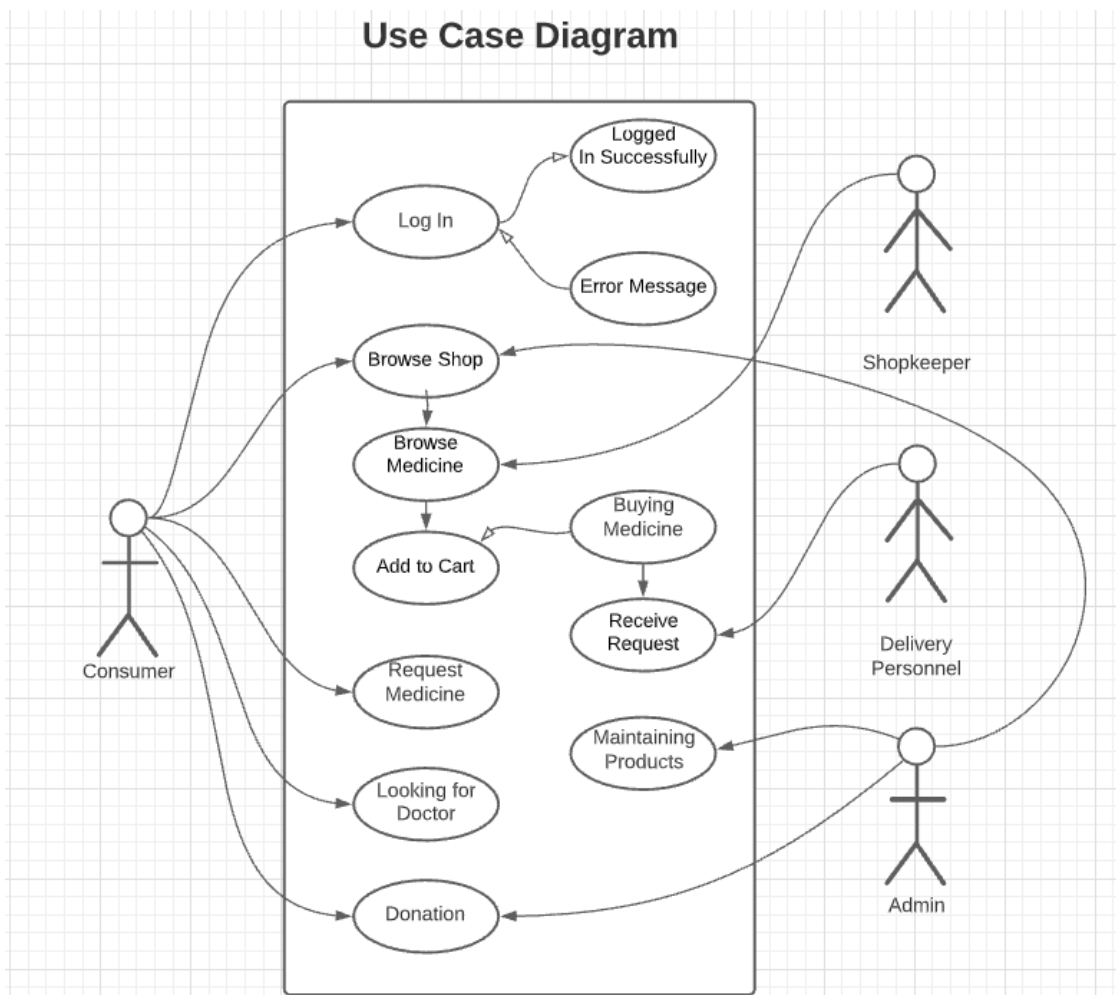 Use Case Diagram
Logged
In Successfully
Log In
Error Message
Browse Shop
Shopkeeper
Browse
Medicine
Buying
Medicine
Add to Cart
Receive
Request
Delivery
Personnel
Consumer
Request
Medicine
Maintaining
Products
Looking for
Doctor
Admin
Donation